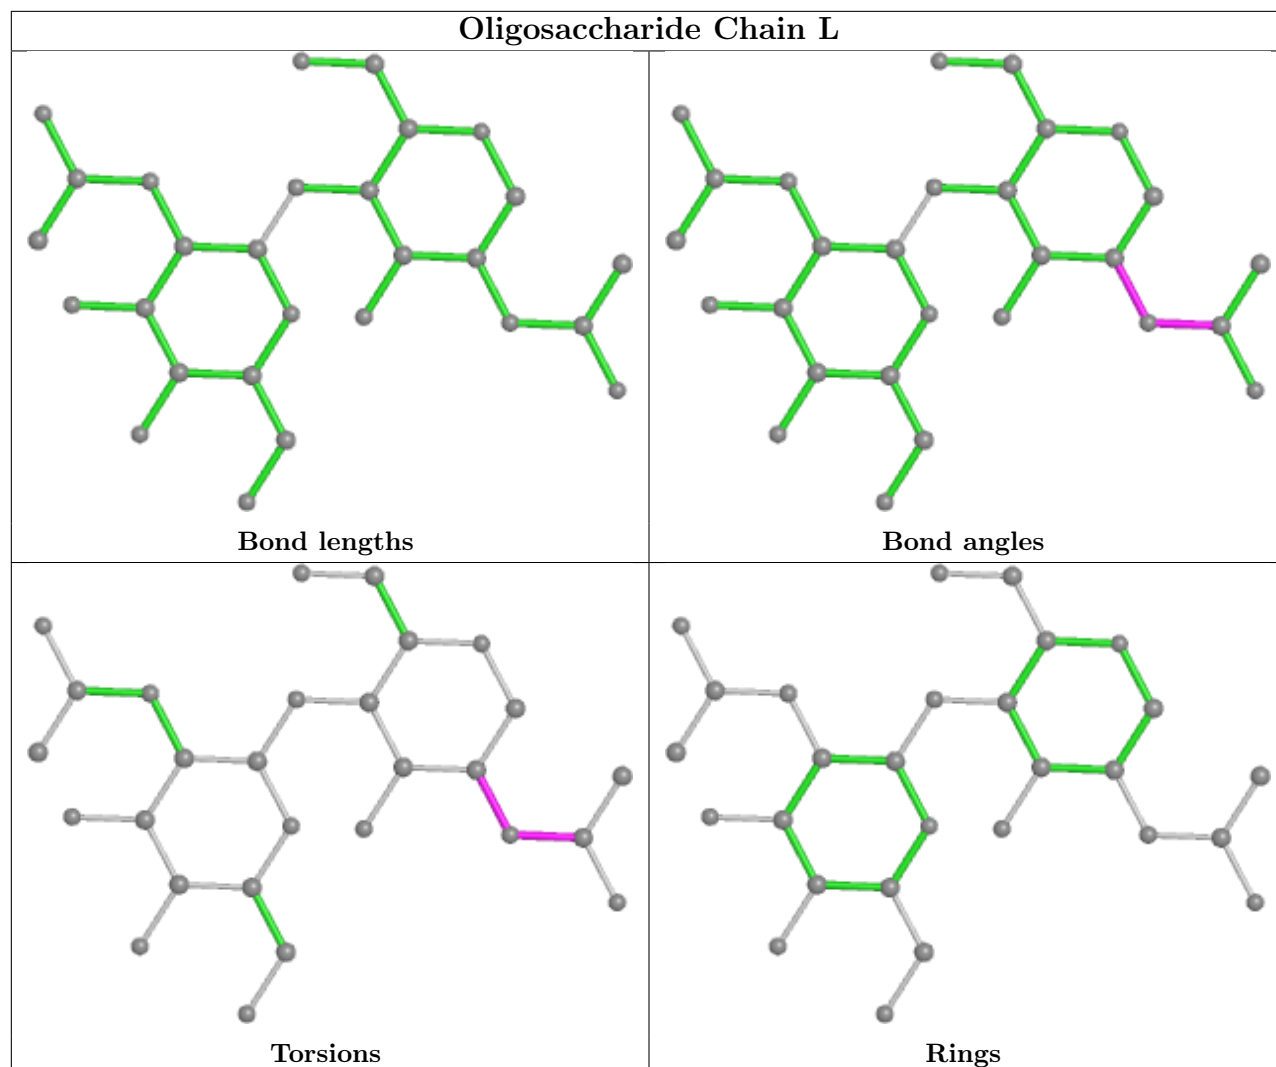 Oligosaccharide Chain L
Bond lengths
Bond angles
Torsions
Rings